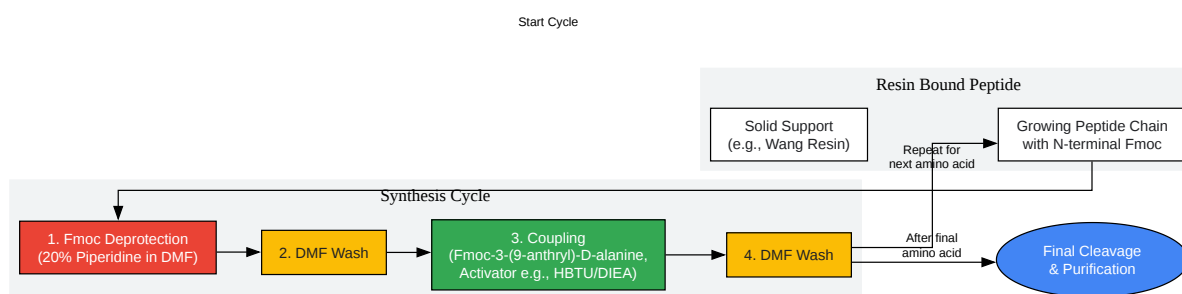 Start Cycle
Resin Bound Peptide
Solid Support
(e.g., Wang Resin)
Growing Peptide Chain
with N-terminal Fmoc
Repeat for
next amino acid
Synthesis Cycle
1. Fmoc Deprotection
(20% Piperidine in DMF)
2. DMF Wash
3. Coupling
(Fmoc-3-(9-anthryl)-D-alanine,
Activator e.g., HBTU/DIEA)
4. DMF Wash
After final
amino acid
Final Cleavage
& Purification